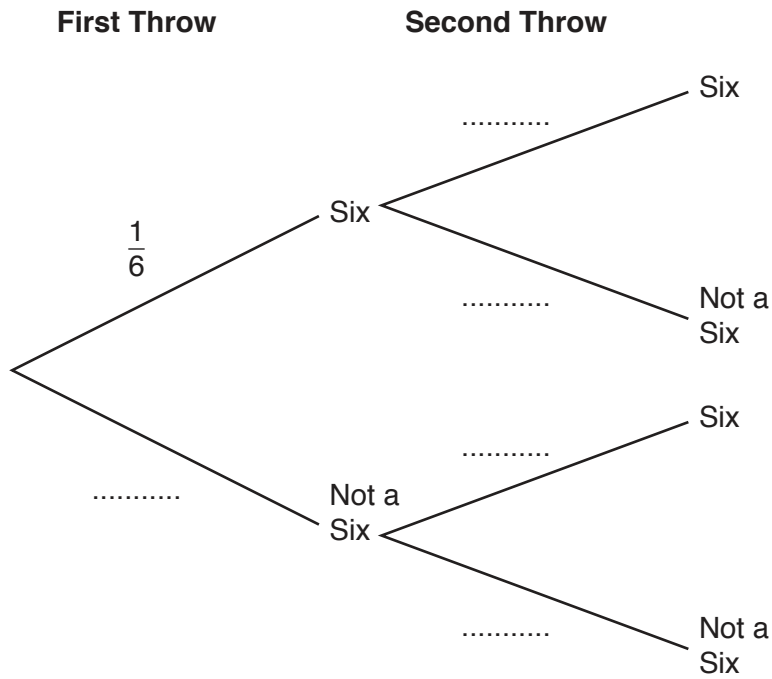 First Throw
Second Throw
Six
...........
Six
1
6
...........
Not a
Six
Six
...........
...........
Not a
Six
...........
Not a
Six